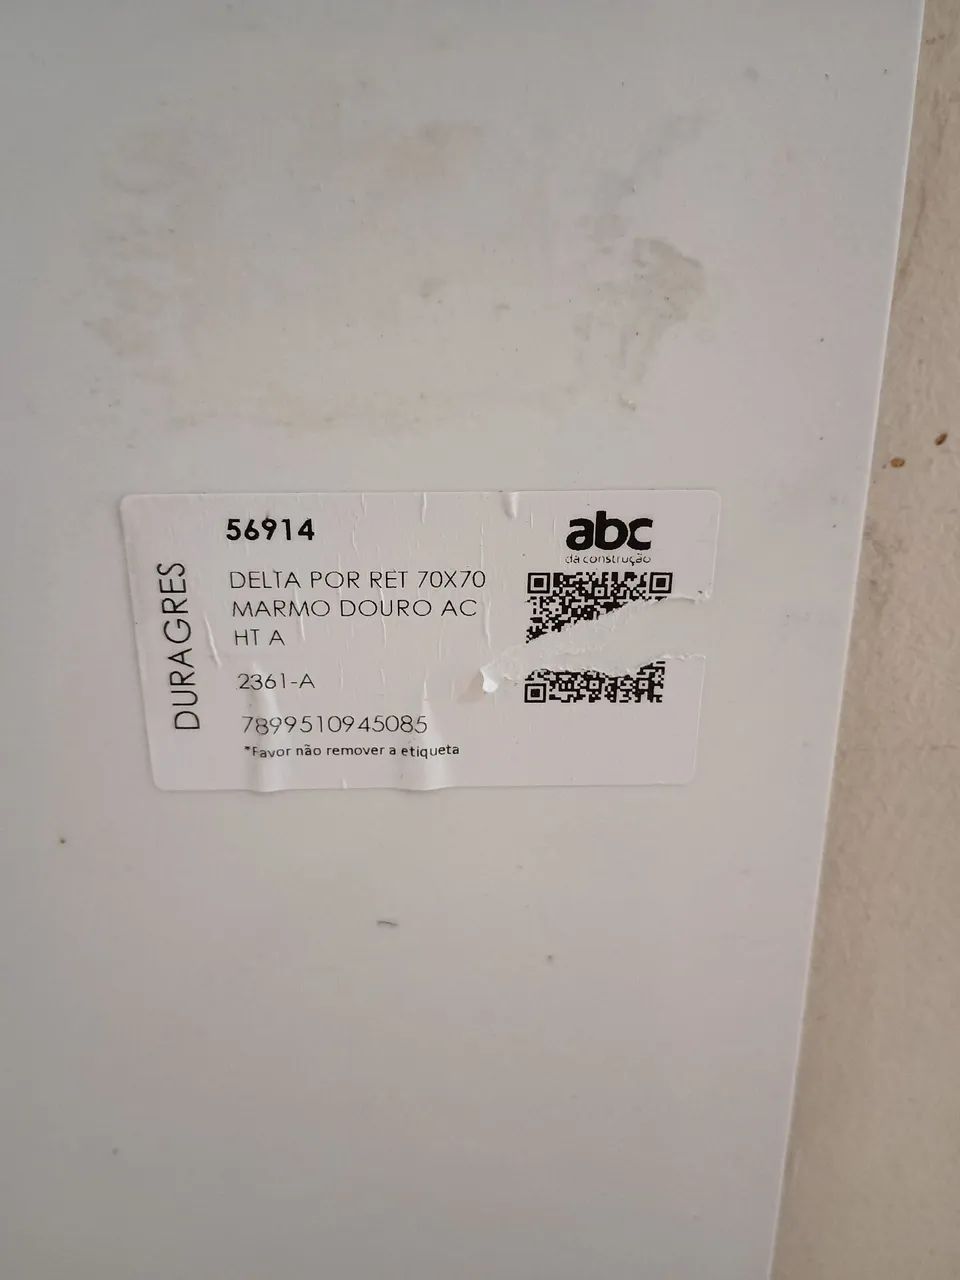 56914
DELTA POR RET 70X70
MARMO DOURO AC
HT A
2361-A
7899510945085
*Favor não remover a etiqueta
DURAGRES
abc
da construção